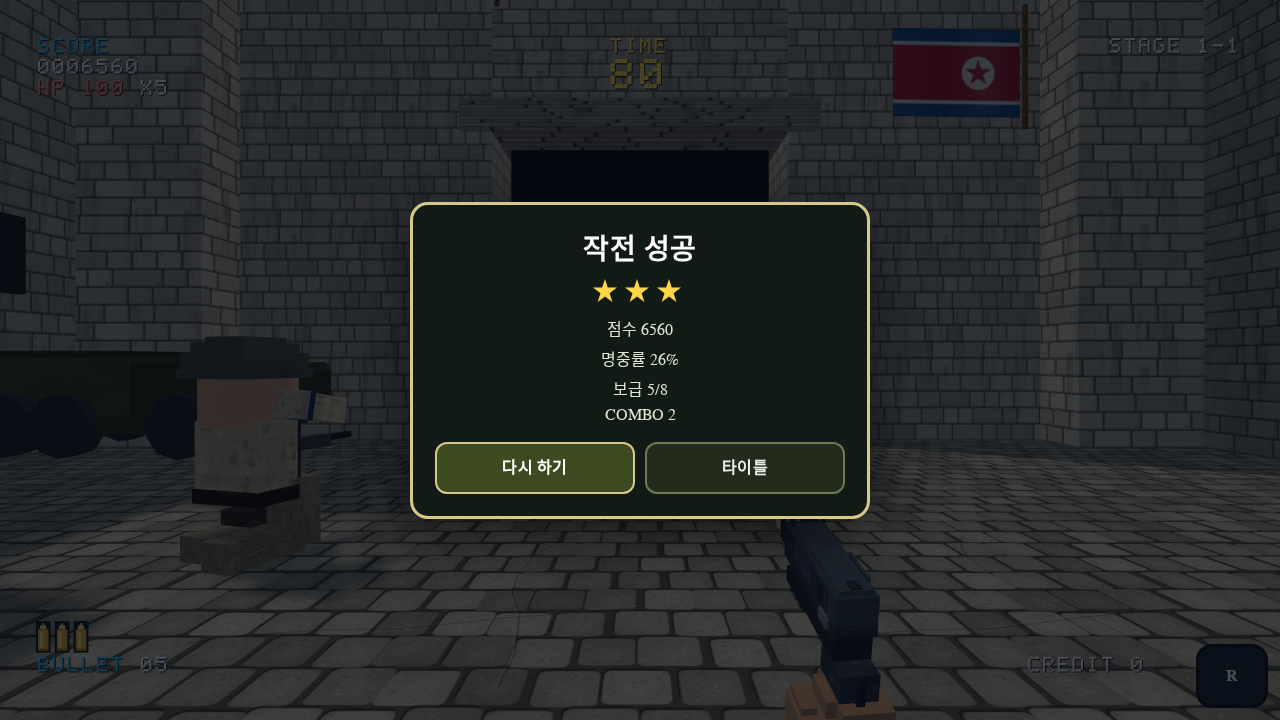 SCORE
0006560
HP 100 X5
TIME
80
STAGE 1-1
작전 성공
★ ★ ★
점수 6560
명중률 26%
보급 5/8
COMBO 2
다시 하기
타이틀
BULLET 05
CREDIT 0
R